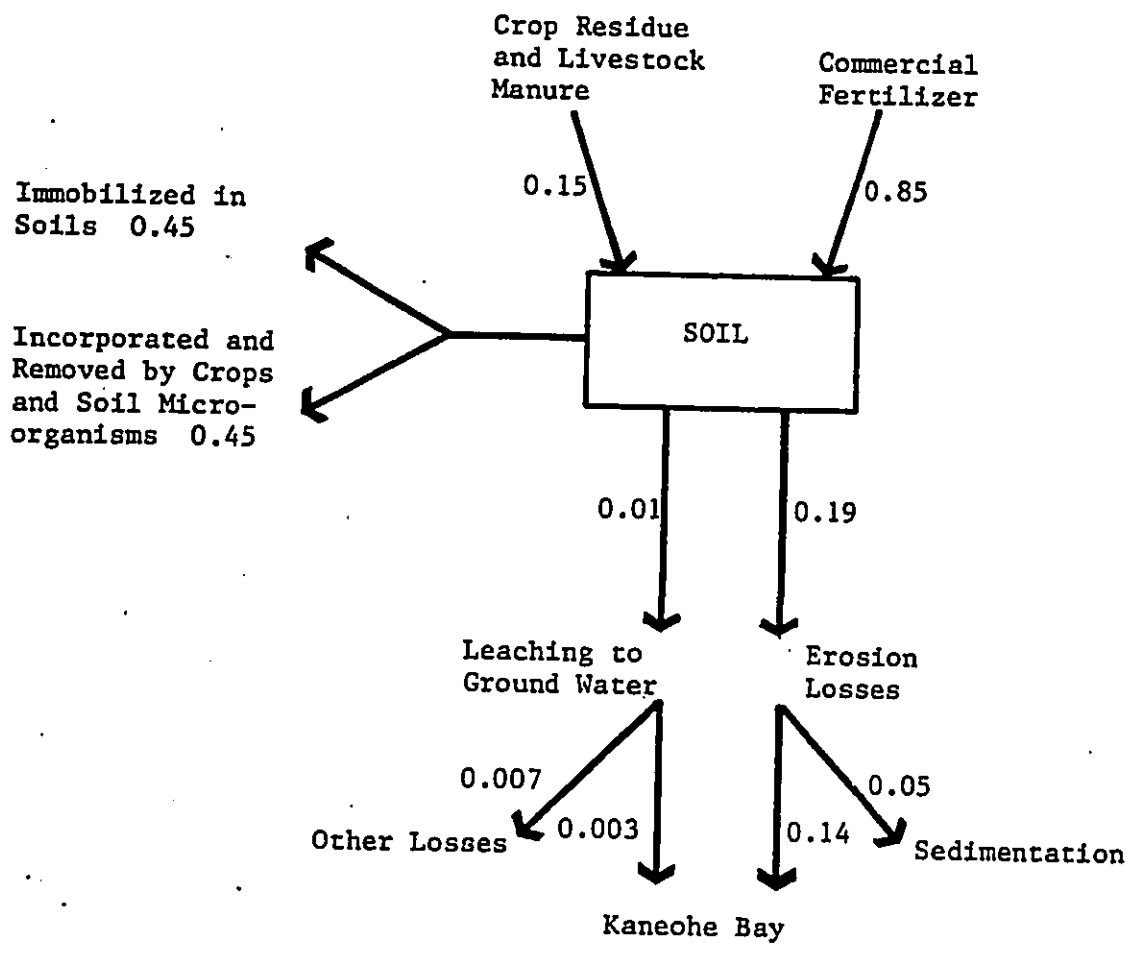 Crop Residue
and Livestock
Manure
Commercial
Fertilizer
0.15
0.85
Immobilized in
Soils 0.45
SOIL
Incorporated and
Removed by Crops
and Soil Micro-
organisms 0.45
0.01
0.19
Leaching to
Ground Water
Erosion
Losses
0.007
0.003
0.14
0.05
Other Losses
Sedimentation
Kaneohe Bay